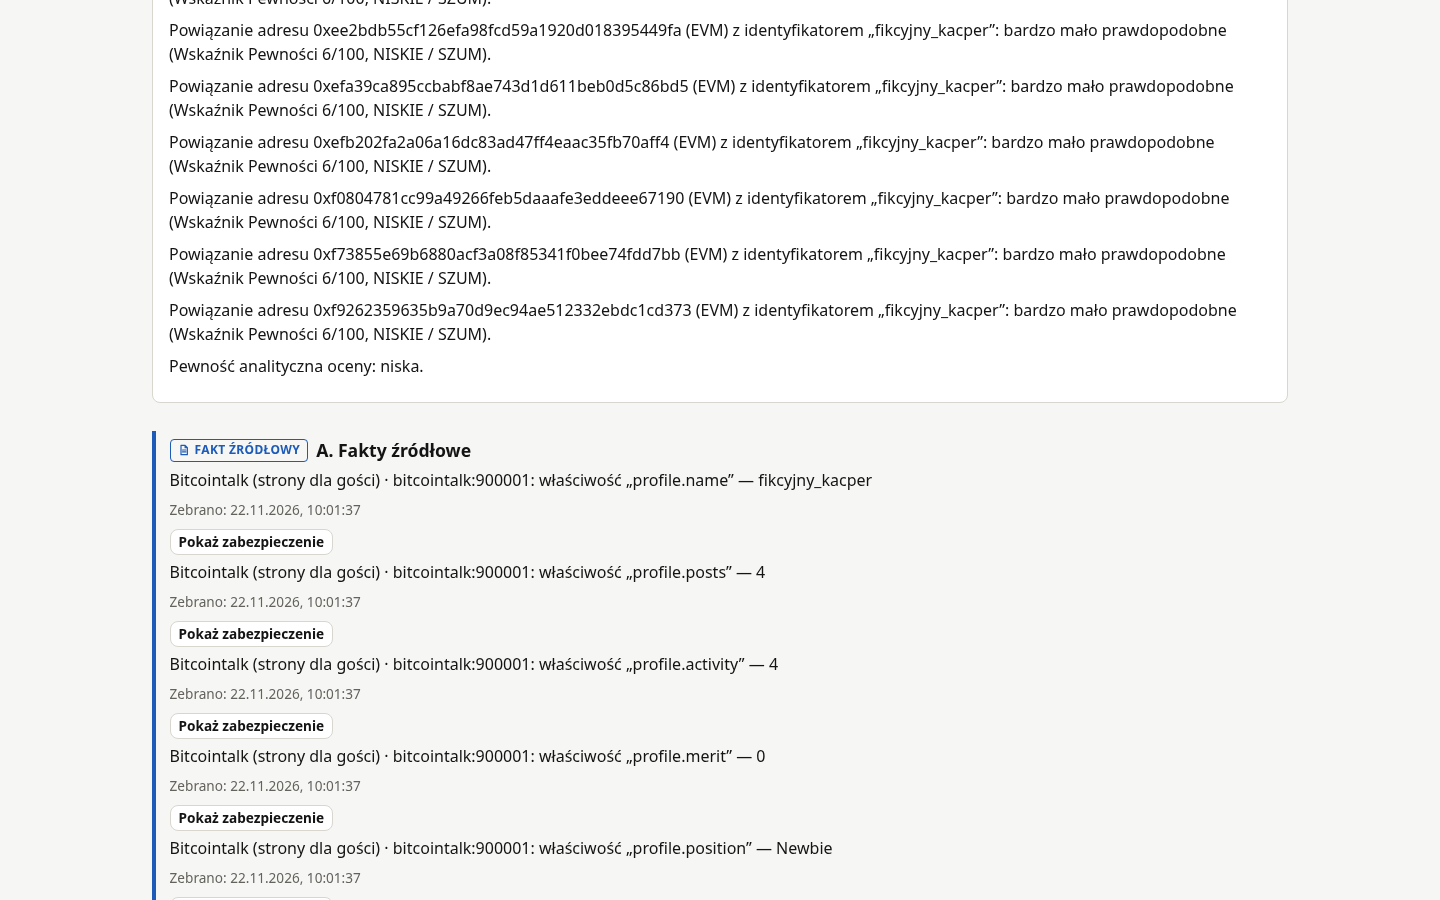 (Wskaźnik Pewności 6/100, NISKIE / SZUM).
Powiązanie adresu 0xee2bdb55cf126efa98fcd59a1920d018395449fa (EVM) z identyfikatorem „fikcyjny_kacper”: bardzo mało prawdopodobne
(Wskaźnik Pewności 6/100, NISKIE / SZUM).
Powiązanie adresu 0xefa39ca895ccbabf8ae743d1d611beb0d5c86bd5 (EVM) z identyfikatorem „fikcyjny_kacper”: bardzo mało prawdopodobne
(Wskaźnik Pewności 6/100, NISKIE / SZUM).
Powiązanie adresu 0xefb202fa2a06a16dc83ad47ff4eaac35fb70aff4 (EVM) z identyfikatorem „fikcyjny_kacper”: bardzo mało prawdopodobne
(Wskaźnik Pewności 6/100, NISKIE / SZUM).
Powiązanie adresu 0xf0804781cc99a49266feb5daaafe3eddeee67190 (EVM) z identyfikatorem „fikcyjny_kacper”: bardzo mało prawdopodobne
(Wskaźnik Pewności 6/100, NISKIE / SZUM).
Powiązanie adresu 0xf73855e69b6880acf3a08f85341f0bee74fdd7bb (EVM) z identyfikatorem „fikcyjny_kacper”: bardzo mało prawdopodobne
(Wskaźnik Pewności 6/100, NISKIE / SZUM).
Powiązanie adresu 0xf9262359635b9a70d9ec94ae512332ebdc1cd373 (EVM) z identyfikatorem „fikcyjny_kacper”: bardzo mało prawdopodobne
(Wskaźnik Pewności 6/100, NISKIE / SZUM).
Pewność analityczna oceny: niska.
FAKT ŹRÓDŁOWY A. Fakty źródłowe
Bitcointalk (strony dla gości) · bitcointalk:900001: właściwość „profile.name” — fikcyjny_kacper
Zebrano: 22.11.2026, 10:01:37
Pokaż zabezpieczenie
Bitcointalk (strony dla gości) · bitcointalk:900001: właściwość „profile.posts” — 4
Zebrano: 22.11.2026, 10:01:37
Pokaż zabezpieczenie
Bitcointalk (strony dla gości) · bitcointalk:900001: właściwość „profile.activity” — 4
Zebrano: 22.11.2026, 10:01:37
Pokaż zabezpieczenie
Bitcointalk (strony dla gości) · bitcointalk:900001: właściwość „profile.merit” — 0
Zebrano: 22.11.2026, 10:01:37
Pokaż zabezpieczenie
Bitcointalk (strony dla gości) · bitcointalk:900001: właściwość „profile.position” — Newbie
Zebrano: 22.11.2026, 10:01:37